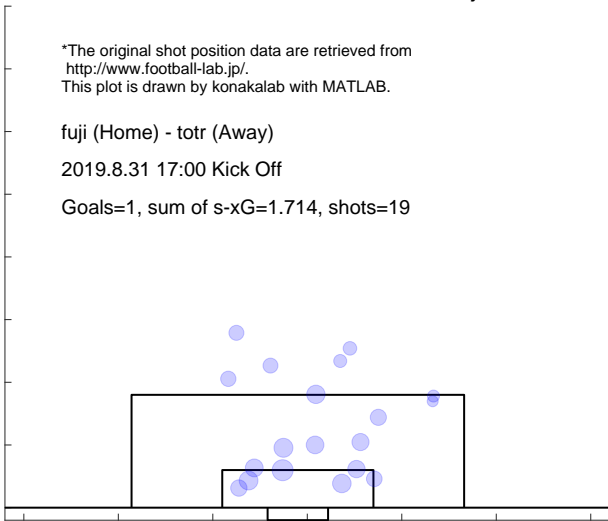 *The original shot position data are retrieved from
http://www.football-lab.jp/.
This plot is drawn by konakalab with MATLAB.
fuji (Home) - totr (Away)
2019.8.31 17:00 Kick Off
Goals=1, sum of s-xG=1.714, shots=19